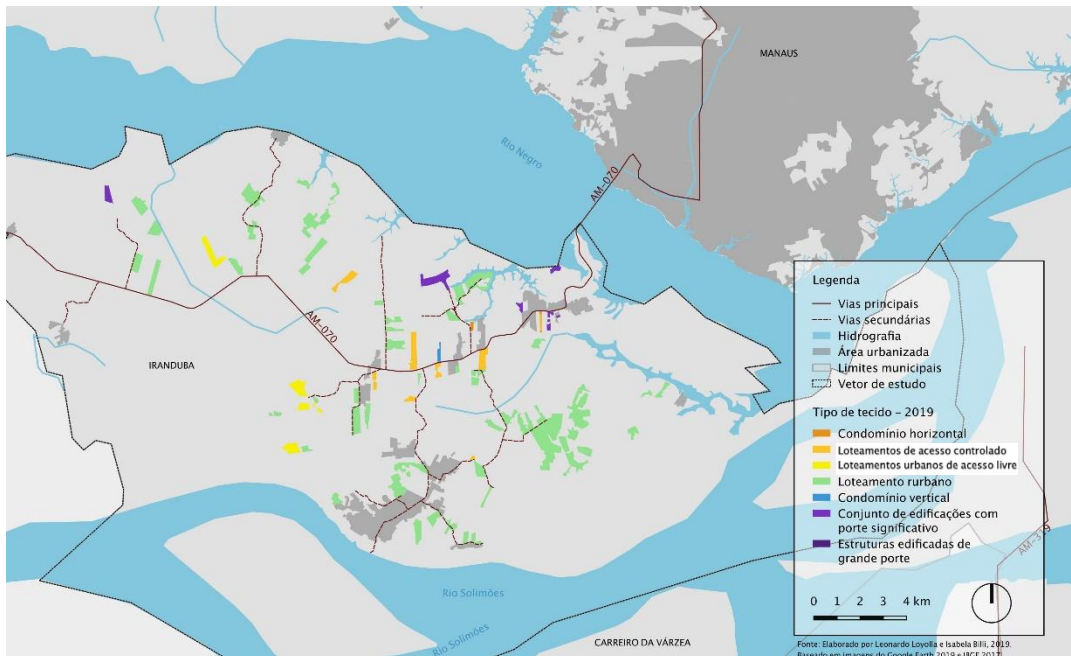 MANAUS
Rio Negro
AM-070
AM-070
IRANDUBA
Rio Solimões
Rio Solimões
CARREIRO DA VÁRZEA
AM-319
Legenda
Vias principais
Vias secundárias
Hidrografia
Área urbanizada
Limites municipais
Vetor de estudo
Tipo de tecido - 2019
Condomínio horizontal
Loteamentos de acesso controlado
Loteamentos urbanos de acesso livre
Loteamento rurbano
Condomínio vertical
Conjunto de edificações com
porte significativo
Estruturas edificadas de
grande porte
0 1 2 3 4 km
Fonte: Elaborado por Leonardo Loyolla e Isabela Billi, 2019.
Baseado em imagens do Google Earth 2019 e IBGE 2017.